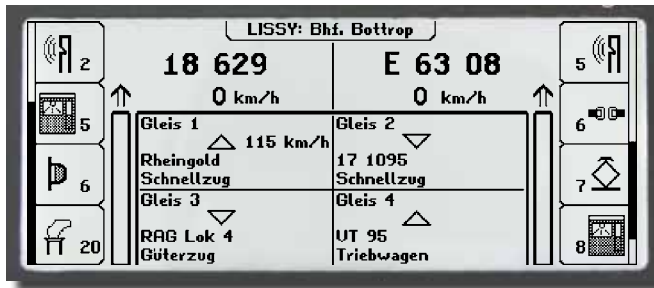 LISSY: Bhf. Bottrop
2
18 629
E 63 08
5
0 km/h
0 km/h
5
6
Gleis 1
115 km/h
Rheingold
Schnellzug
Gleis 2
17 1095
Schnellzug
6
7
Gleis 3
RAG Lok 4
Güterzug
Gleis 4
VT 95
Triebwagen
20
8